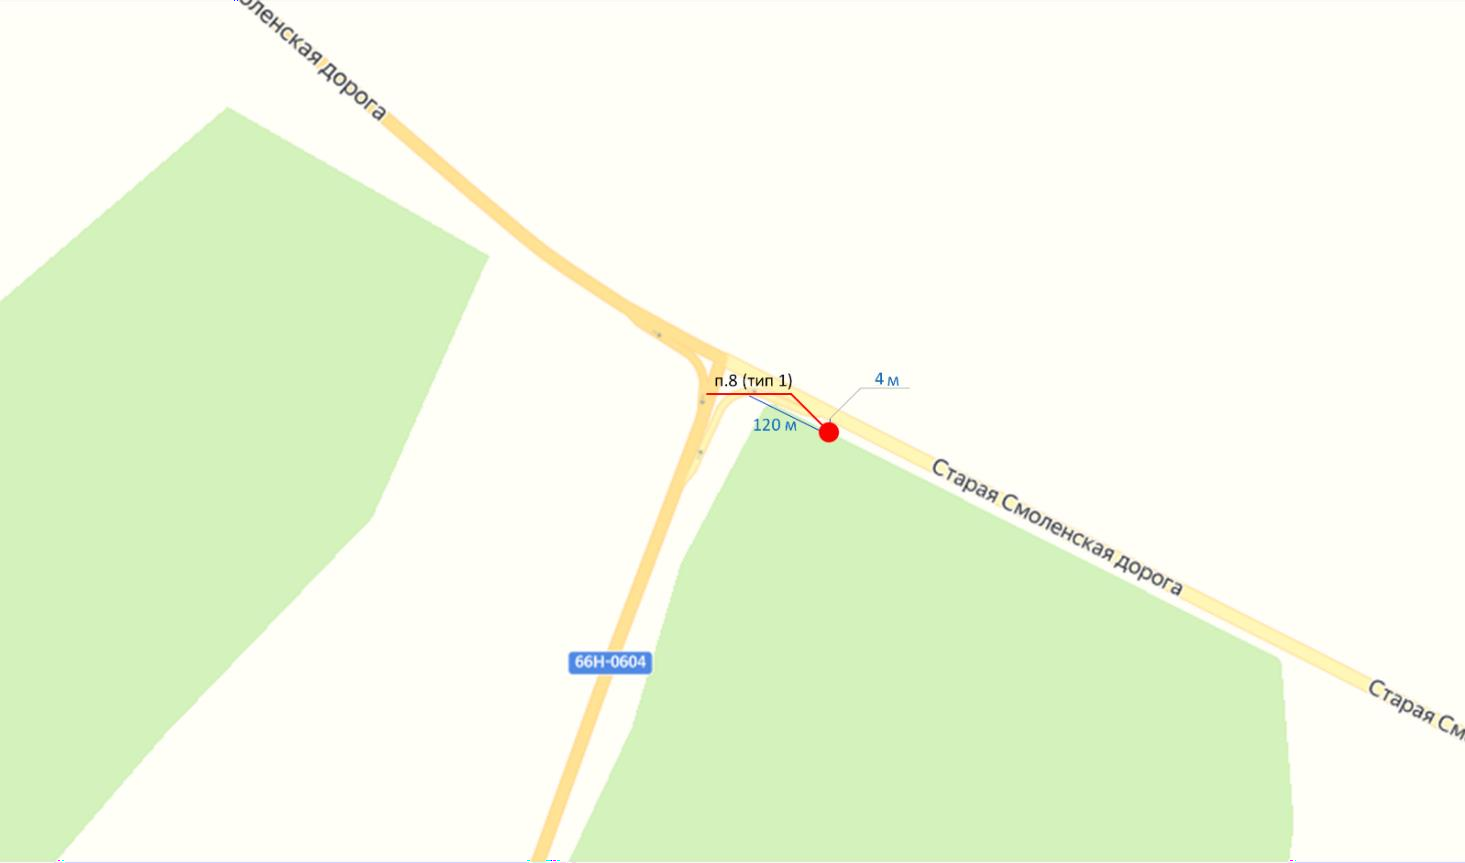 оленская дорога
п.8 (тип 1)
4 м
120 м
Старая Смоленская дорога
66Н-0604
Старая См